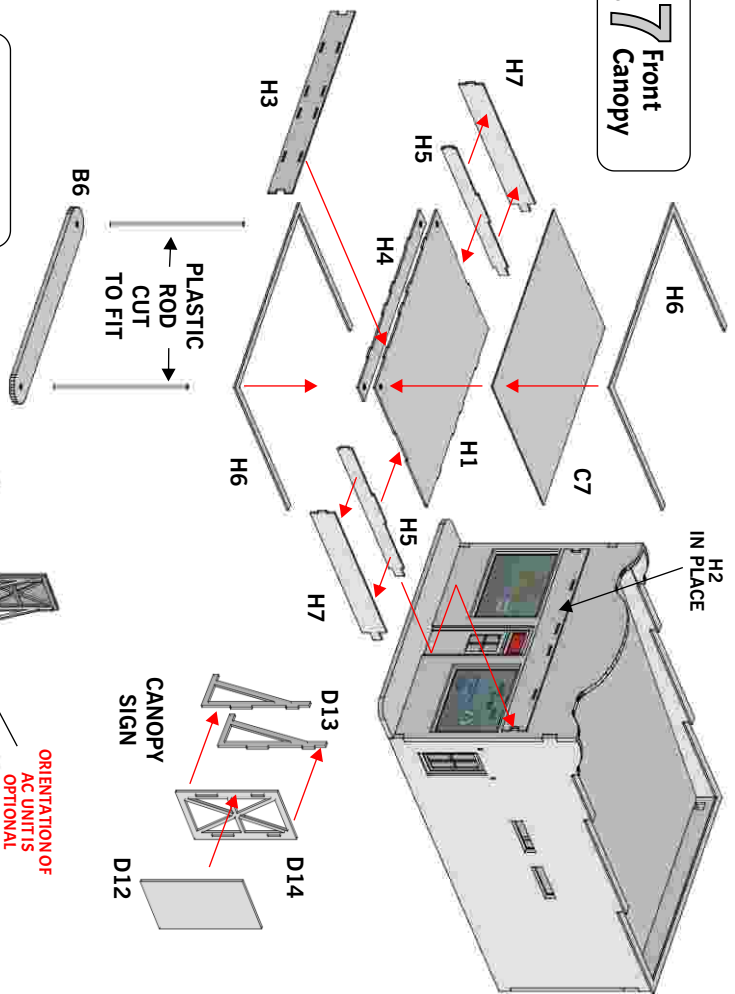 7 Front
Canopy
H7
H5
H3
H6
H4
H1
C7
H2
IN PLACE
B6
PLASTIC
ROD
CUT
TO FIT
H6
H5
H7
D13
CANOPY
SIGN
D14
D12
ORIENTATION OF
AC UNIT IS
OPTIONAL